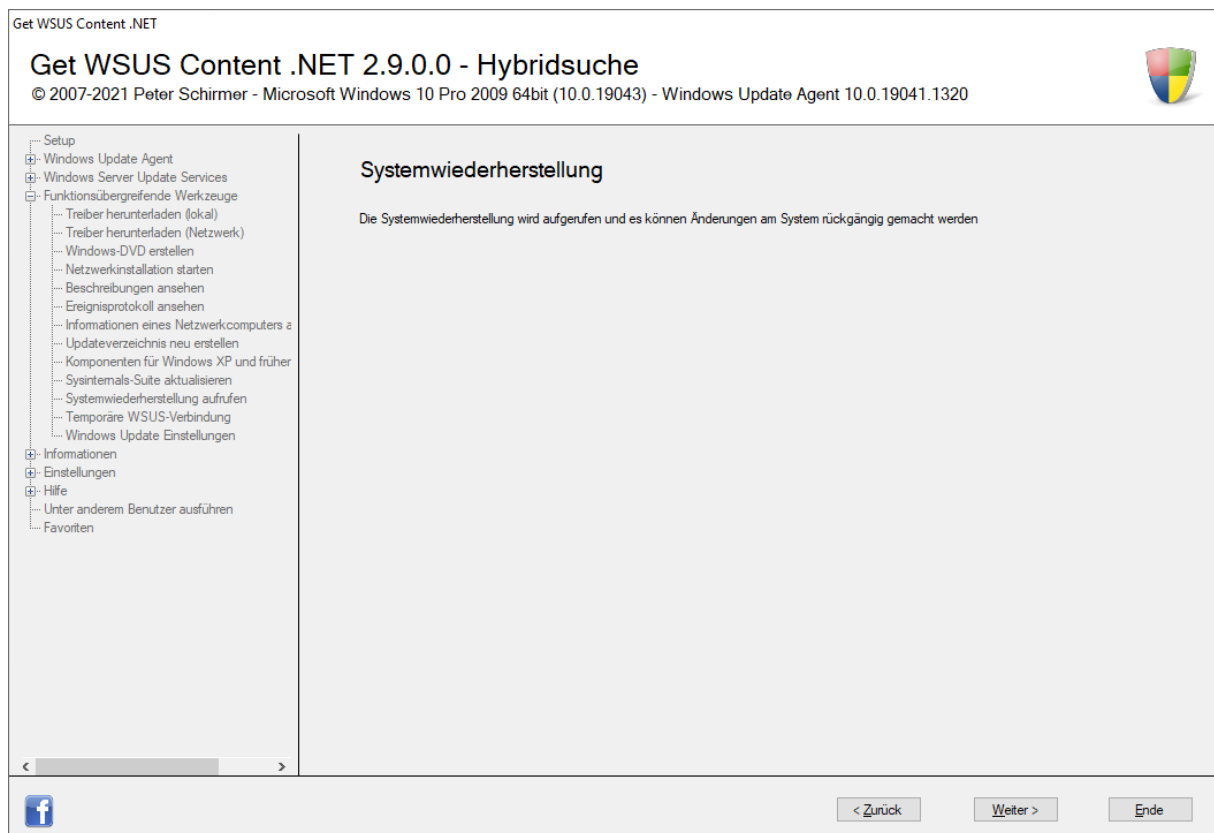 Get WSUS Content .NET
Get WSUS Content .NET 2.9.0.0 - Hybridsuche
© 2007-2021 Peter Schirmer - Microsoft Windows 10 Pro 2009 64bit (10.0.19043) - Windows Update Agent 10.0.19041.1320
Setup
Windows Update Agent
Windows Server Update Services
Funktionsübergreifende Werkzeuge
Treiber herunterladen (lokal)
Treiber herunterladen (Netzwerk)
Windows-DVD erstellen
Netzwerkinstallation starten
Beschreibungen ansehen
Ereignisprotokoll ansehen
Informationen eines Netzwerkcomputers a
Updateverzeichnis neu erstellen
Komponenten für Windows XP und früher
Sysinternals-Suite aktualisieren
Systemwiederherstellung aufrufen
Temporäre WSUS-Verbindung
Windows Update Einstellungen
Informationen
Einstellungen
Hilfe
Unter anderem Benutzer ausführen
Favoriten
Systemwiederherstellung
Die Systemwiederherstellung wird aufgerufen und es können Änderungen am System rückgängig gemacht werden
f
< Zurück
Weiter >
Ende